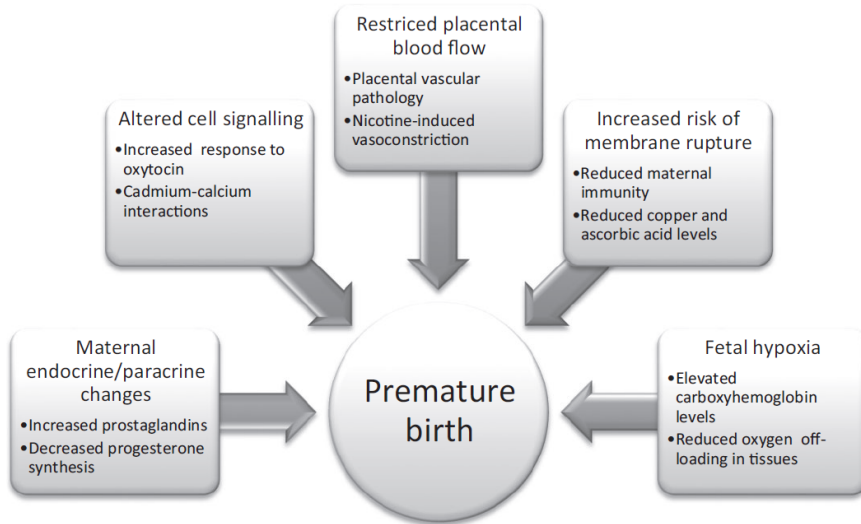 Restriced placental
blood flow
•Placental vascular
pathology
•Nicotine-induced
vasoconstriction
Altered cell signalling
•Increased response to
oxytocin
•Cadmium-calcium
interactions
Increased risk of
membrane rupture
•Reduced maternal
immunity
•Reduced copper and
ascorbic acid levels
Maternal
endocrine/paracrine
changes
•Increased prostaglandins
•Decreased progesterone
synthesis
Premature
birth
Fetal hypoxia
•Elevated
carboxyhemoglobin
levels
•Reduced oxygen off-
loading in tissues